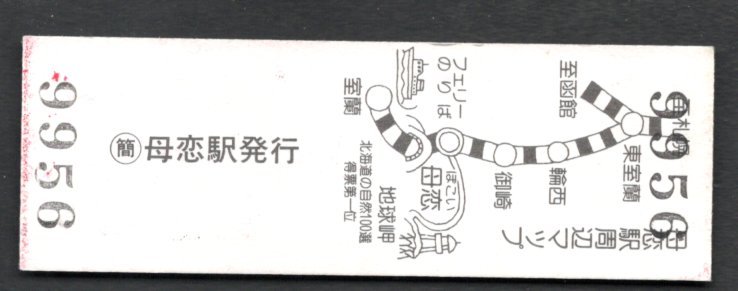 9956
㊙簡 母恋駅発行
母恋駅周辺マップ
至函館
至札幌
東室蘭
輪西
御崎
ぼこい
母恋
室蘭
フェリー
のりば
地球岬
北海道の自然100選
得票第一位
9956